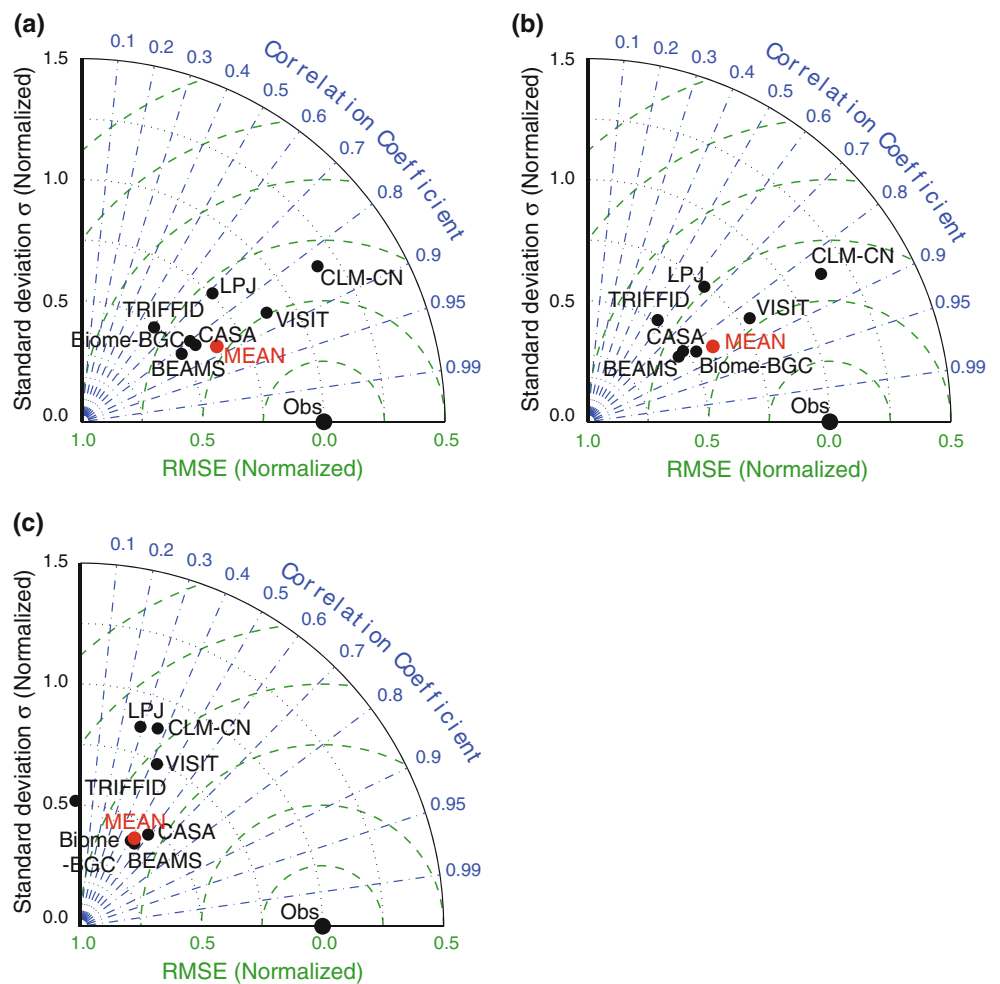 (a)
Standard deviation σ (Normalized)
1.5
1.0
0.5
0.0
0.1
0.2
0.3
0.4
0.5
0.6
0.7
0.8
0.9
0.95
0.99
Correlation Coefficient
LPJ
CLM-CN
TRIFFID
VISIT
Biome-BGC
CASA
MEAN
BEAMS
Obs
1.0
0.5
0.0
0.5
RMSE (Normalized)
(b)
Standard deviation σ (Normalized)
1.5
1.0
0.5
0.0
0.1
0.2
0.3
0.4
0.5
0.6
0.7
0.8
0.9
0.95
0.99
Correlation Coefficient
CLM-CN
LPJ
TRIFFID
VISIT
CASA
MEAN
BEAMS
Biome-BGC
Obs
1.0
0.5
0.0
0.5
RMSE (Normalized)
(c)
Standard deviation σ (Normalized)
1.5
1.0
0.5
0.0
0.1
0.2
0.3
0.4
0.5
0.6
0.7
0.8
0.9
0.95
0.99
Correlation Coefficient
LPJ
CLM-CN
VISIT
TRIFFID
MEAN
CASA
Biome
-BGC
BEAMS
Obs
1.0
0.5
0.0
0.5
RMSE (Normalized)